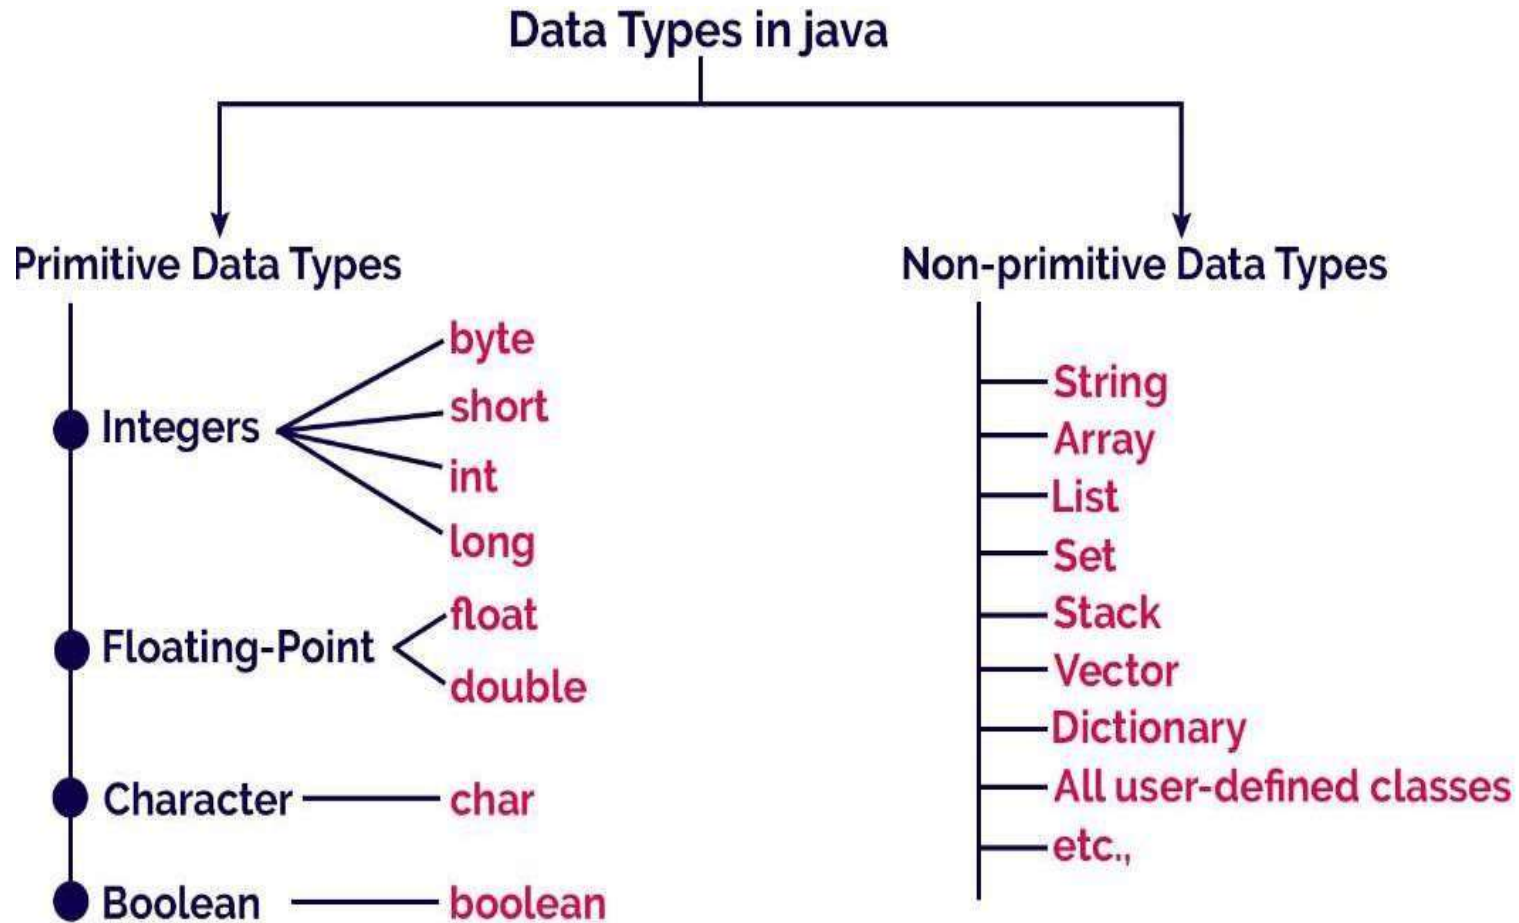 Data Types in java
Primitive Data Types
Integers
byte
short
int
long
Floating-Point
float
double
Character
char
Boolean
boolean
Non-primitive Data Types
String
Array
List
Set
Stack
Vector
Dictionary
All user-defined classes
etc.,